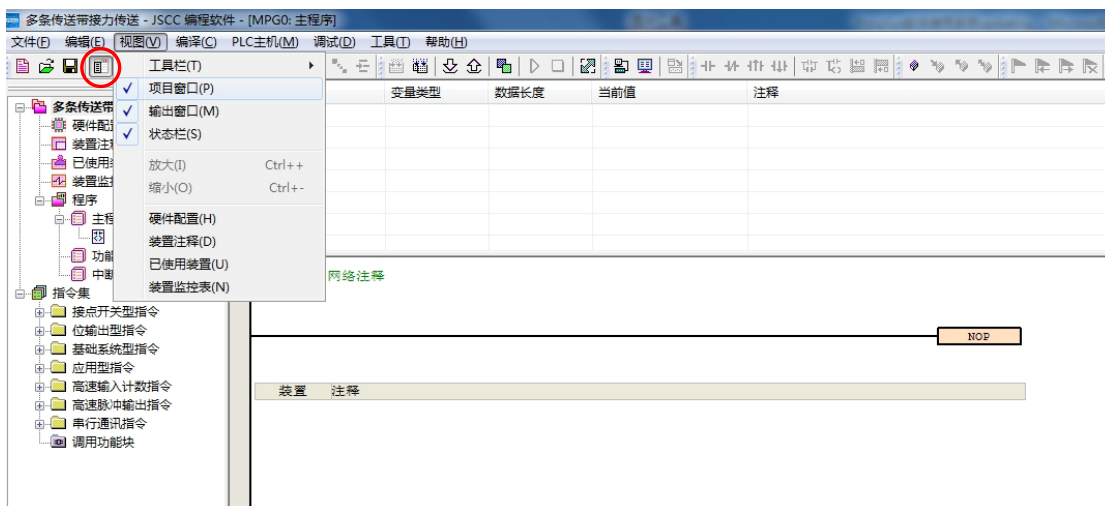 多条传送带接力传送 - JSCC 编程软件 - [MPG0: 主程序]
文件(F) 编辑(E) 视图(V) 编译(C) PLC主机(M) 调试(D) 工具(T) 帮助(H)
工具栏(T)
项目窗口(P)
输出窗口(M)
状态栏(S)
放大(I) Ctrl++
缩小(O) Ctrl+-
硬件配置(H)
装置注释(D)
已使用装置(U)
装置监控表(N)
变量类型 数据长度 当前值 注释
多条传送带
硬件配
装置注
已使用
装置监
程序
主程
功能
中断
指令集
接点开关型指令
位输出型指令
基础系统型指令
应用型指令
高速输入计数指令
高速脉冲输出指令
串行通讯指令
调用功能块
网络注释
NOP
装置 注释